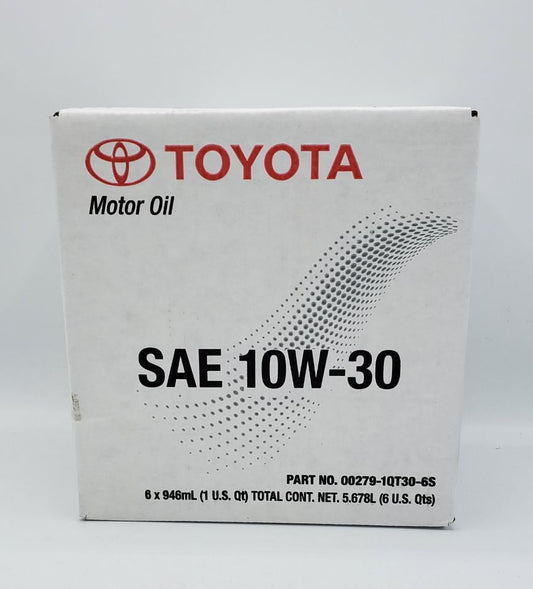 TOYOTA
Motor Oil
SAE 10W-30
PART NO. 00279-1QT30-6S
6 x 946mL (1 U.S. Qt) TOTAL CONT. NET. 5.678L (6 U.S. Qts)